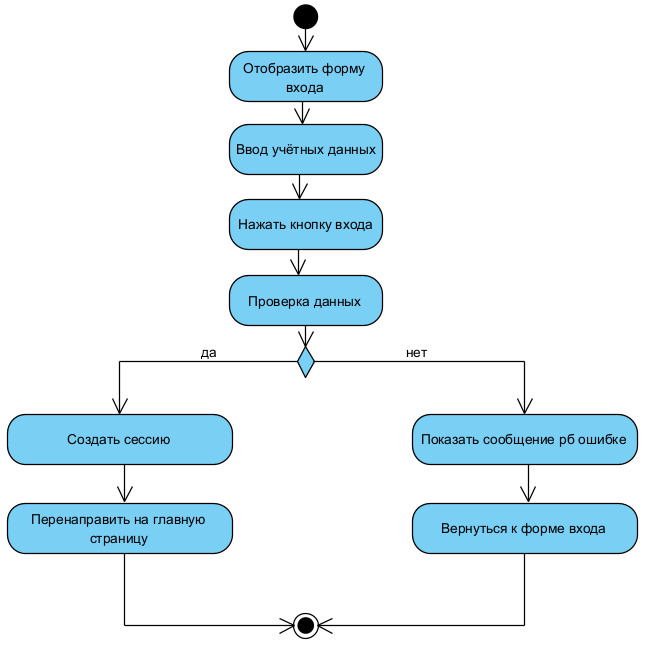 Отобразить форму
входа
Ввод учётных данных
Нажать кнопку входа
Проверка данных
да
нет
Создать сессию
Показать сообщение рб ошибке
Перенаправить на главную
страницу
Вернуться к форме входа